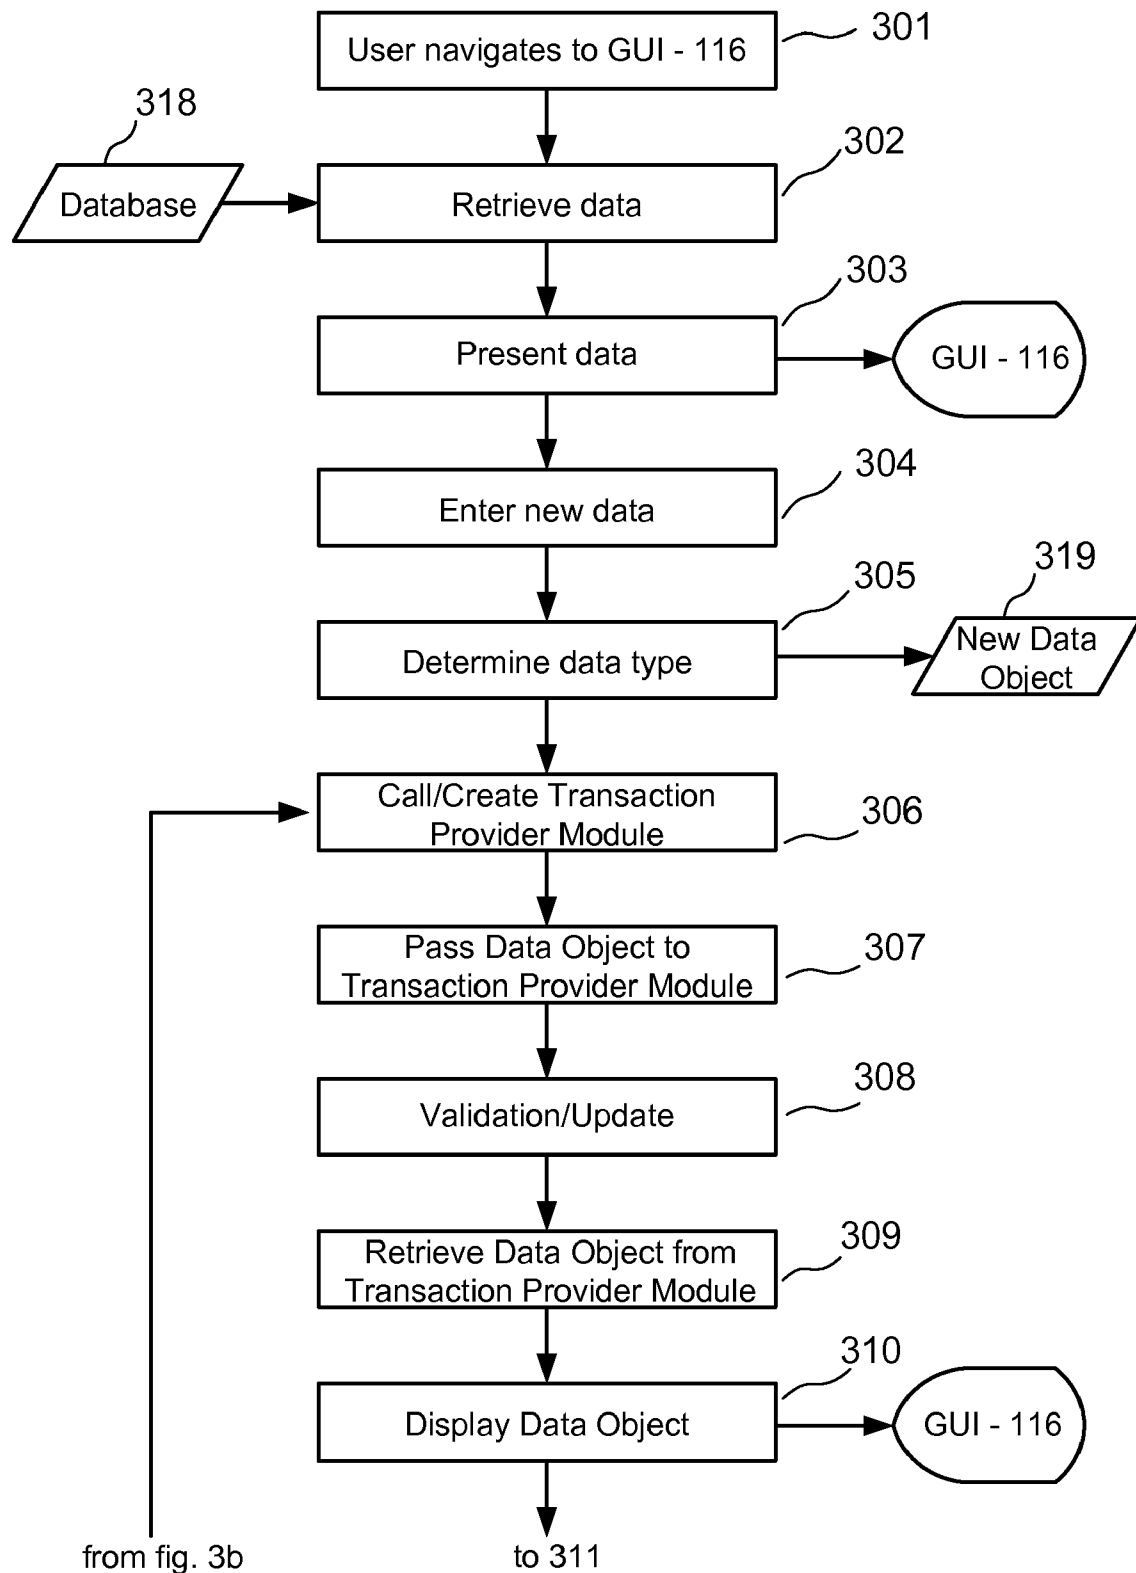 User navigates to GUI - 116
301
318
302
Database
Retrieve data
303
Present data
GUI - 116
304
Enter new data
305
319
Determine data type
New Data
Object
Call/Create Transaction
Provider Module
306
Pass Data Object to
Transaction Provider Module
307
Validation/Update
308
Retrieve Data Object from
Transaction Provider Module
309
310
Display Data Object
GUI - 116
from fig. 3b
to 311